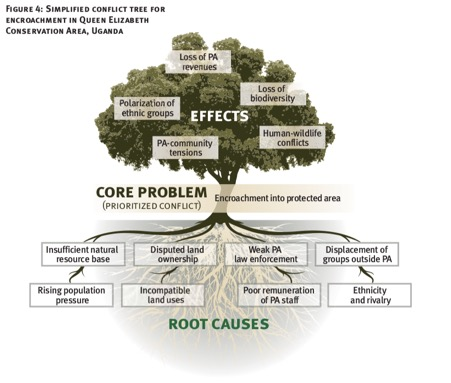 Figure 4: Simplified conflict tree for
encroachment in Queen Elizabeth
Conservation Area, Uganda
Loss of PA
revenues
Loss of
biodiversity
Polarization of
ethnic groups
EFFECTS
Human-wildlife
conflicts
PA-community
tensions
CORE PROBLEM
(PRIORITIZED CONFLICT)
Encroachment into protected area
Insufficient natural
resource base
Disputed land
ownership
Weak PA
law enforcement
Displacement of
groups outside PA
Rising population
pressure
Incompatible
land uses
Poor remuneration
of PA staff
Ethnicity
and rivalry
ROOT CAUSES